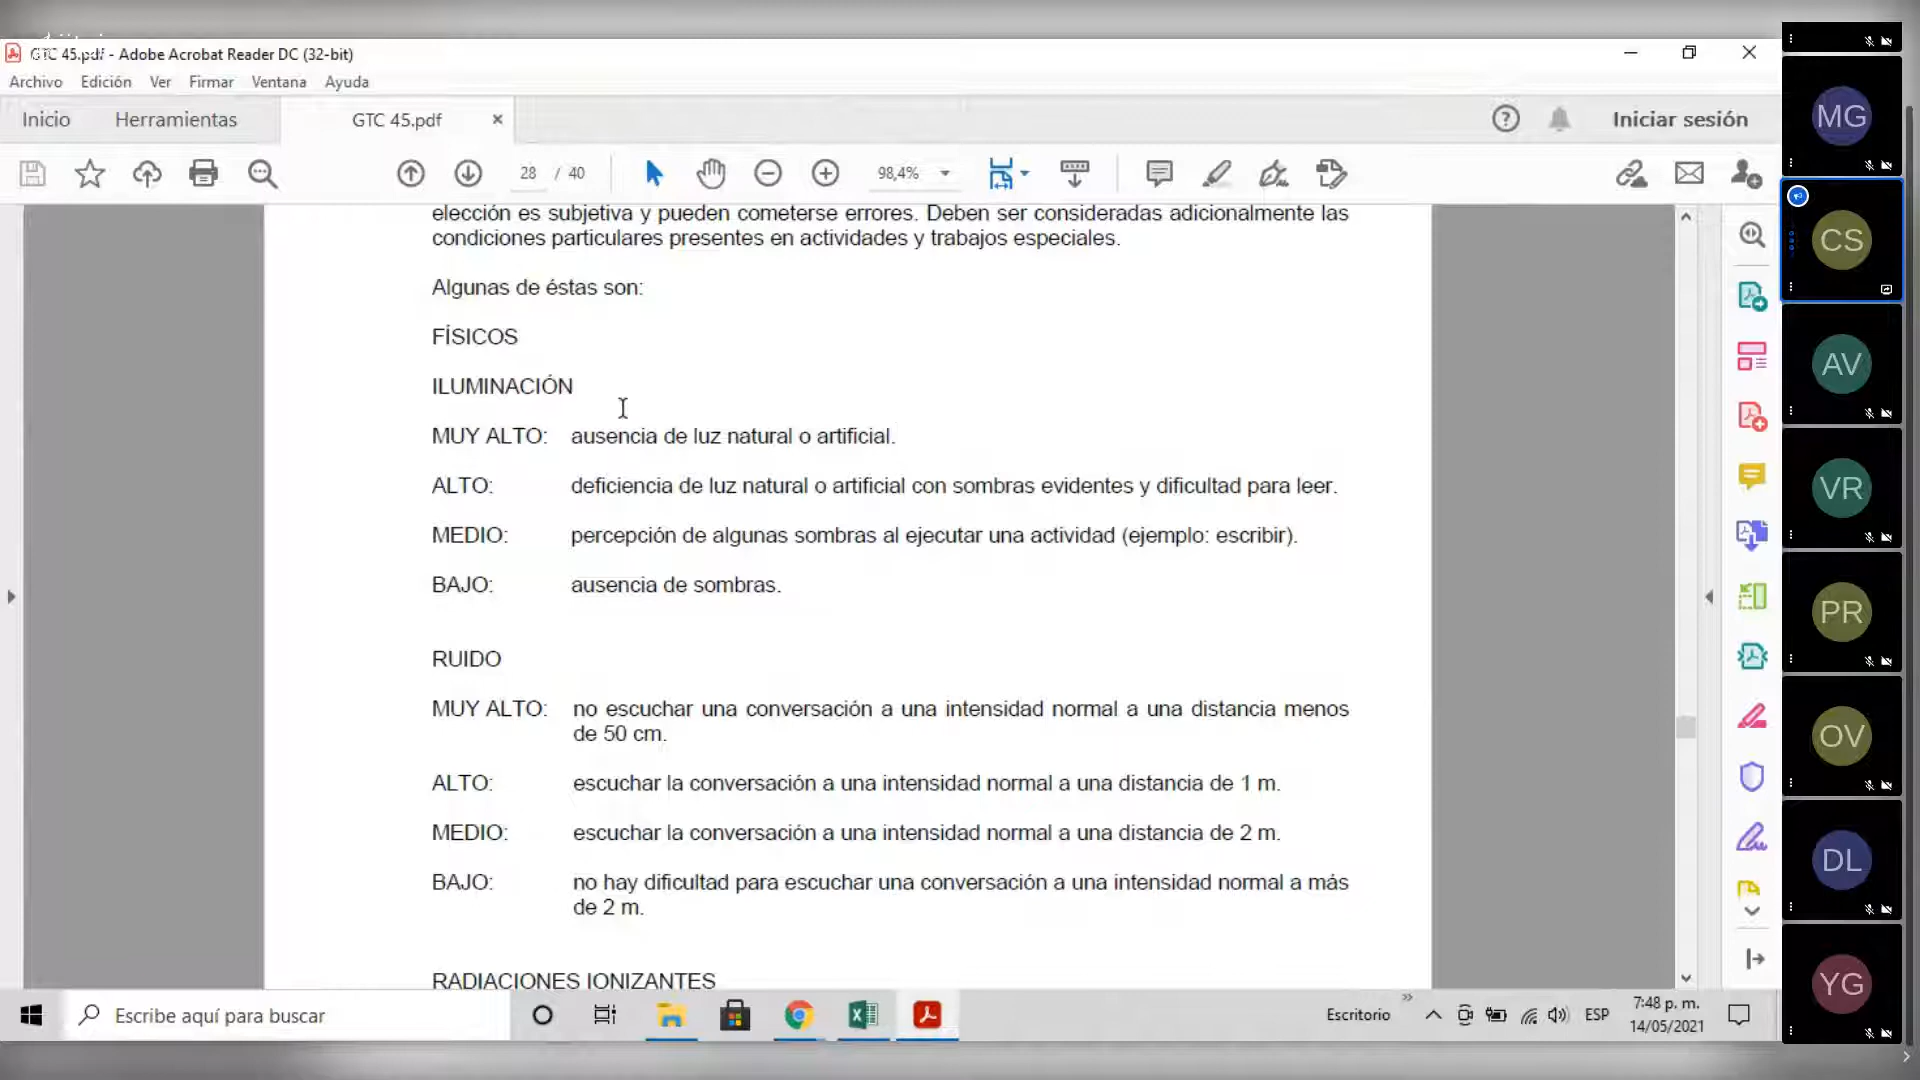 GTC 45.pdf - Adobe Acrobat Reader DC (32-bit)
Archivo Edición Ver Firmar Ventana Ayuda
Inicio Herramientas GTC 45.pdf Iniciar sesión
28 / 40 98,4%
elección es subjetiva y pueden cometerse errores. Deben ser consideradas adicionalmente las
condiciones particulares presentes en actividades y trabajos especiales.
Algunas de éstas son:
FÍSICOS
ILUMINACIÓN
MUY ALTO: ausencia de luz natural o artificial.
ALTO: deficiencia de luz natural o artificial con sombras evidentes y dificultad para leer.
MEDIO: percepción de algunas sombras al ejecutar una actividad (ejemplo: escribir).
BAJO: ausencia de sombras.
RUIDO
MUY ALTO: no escuchar una conversación a una intensidad normal a una distancia menos
de 50 cm.
ALTO: escuchar la conversación a una intensidad normal a una distancia de 1 m.
MEDIO: escuchar la conversación a una intensidad normal a una distancia de 2 m.
BAJO: no hay dificultad para escuchar una conversación a una intensidad normal a más
de 2 m.
RADIACIONES IONIZANTES
Escribe aquí para buscar
Escritorio
ESP
7:48 p. m.
14/05/2021
MG
CS
AV
VR
PR
OV
DL
YG